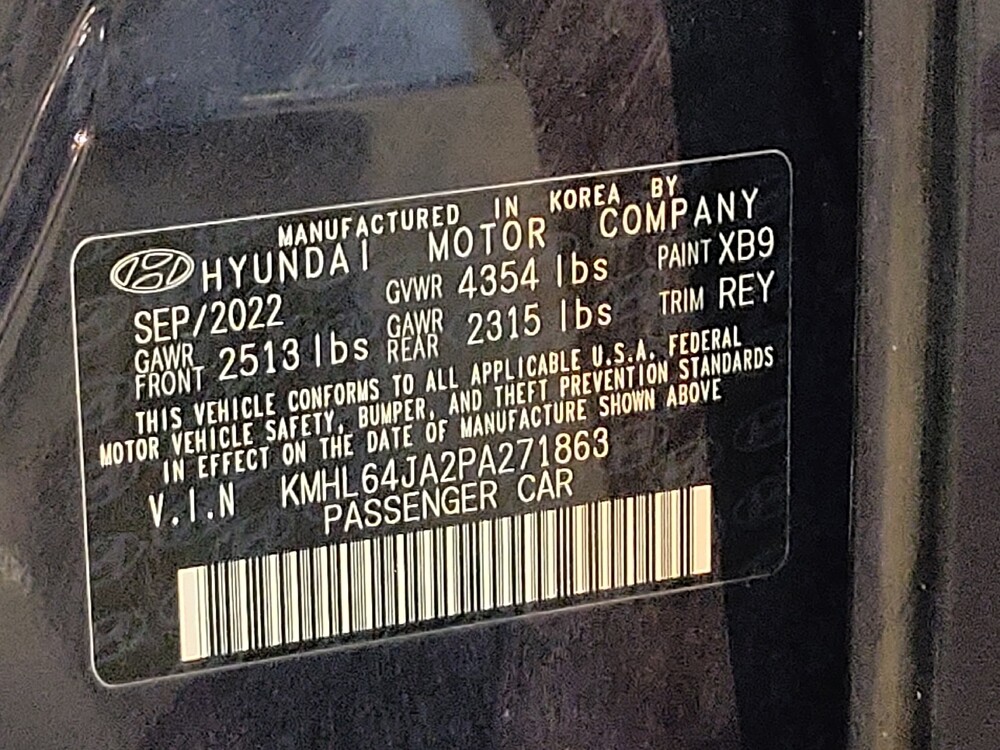 MANUFACTURED IN KOREA BY
HYUNDAI MOTOR COMPANY
SEP/2022 GVWR 4354 lbs PAINT XB9
GAWR FRONT 2513 lbs GAWR REAR 2315 lbs TRIM REY
THIS VEHICLE CONFORMS TO ALL APPLICABLE U.S.A. FEDERAL
MOTOR VEHICLE SAFETY, BUMPER, AND THEFT PREVENTION STANDARDS
IN EFFECT ON THE DATE OF MANUFACTURE SHOWN ABOVE
V.I.N KMHL64JA2PA271863
PASSENGER CAR